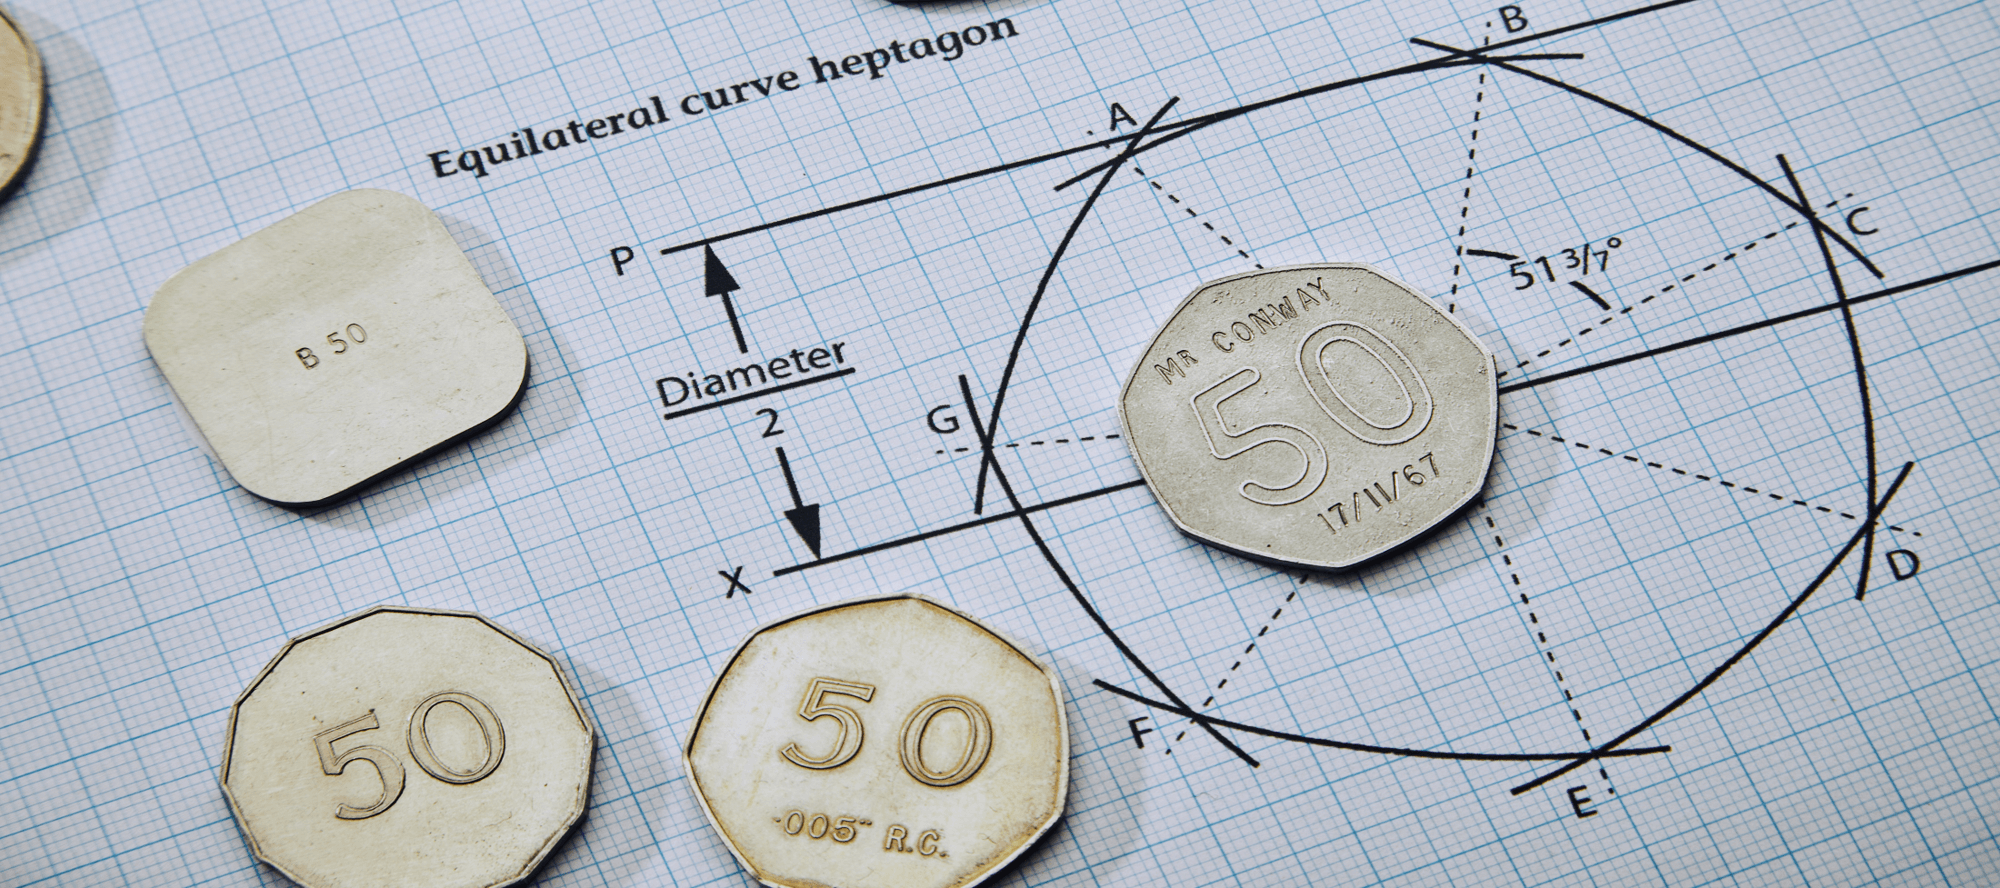 Equilateral curve heptagon
B
A
P
C
51 3/7°
Diameter
2
G
X
D
F
E
B 50
MR CONWAY
50
17/11/67
50
50
.005" R.C.